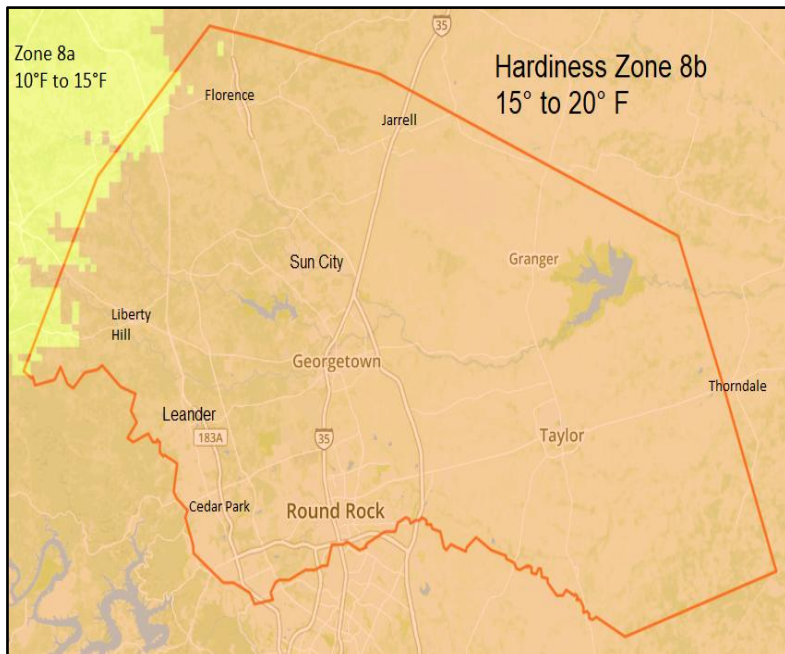 35
Zone 8a
10°F to 15°F
Hardiness Zone 8b
15° to 20° F
Florence
Jarrell
Sun City
Granger
Liberty
Hill
Georgetown
Thorndale
Leander
183A
35
Taylor
Cedar Park
Round Rock